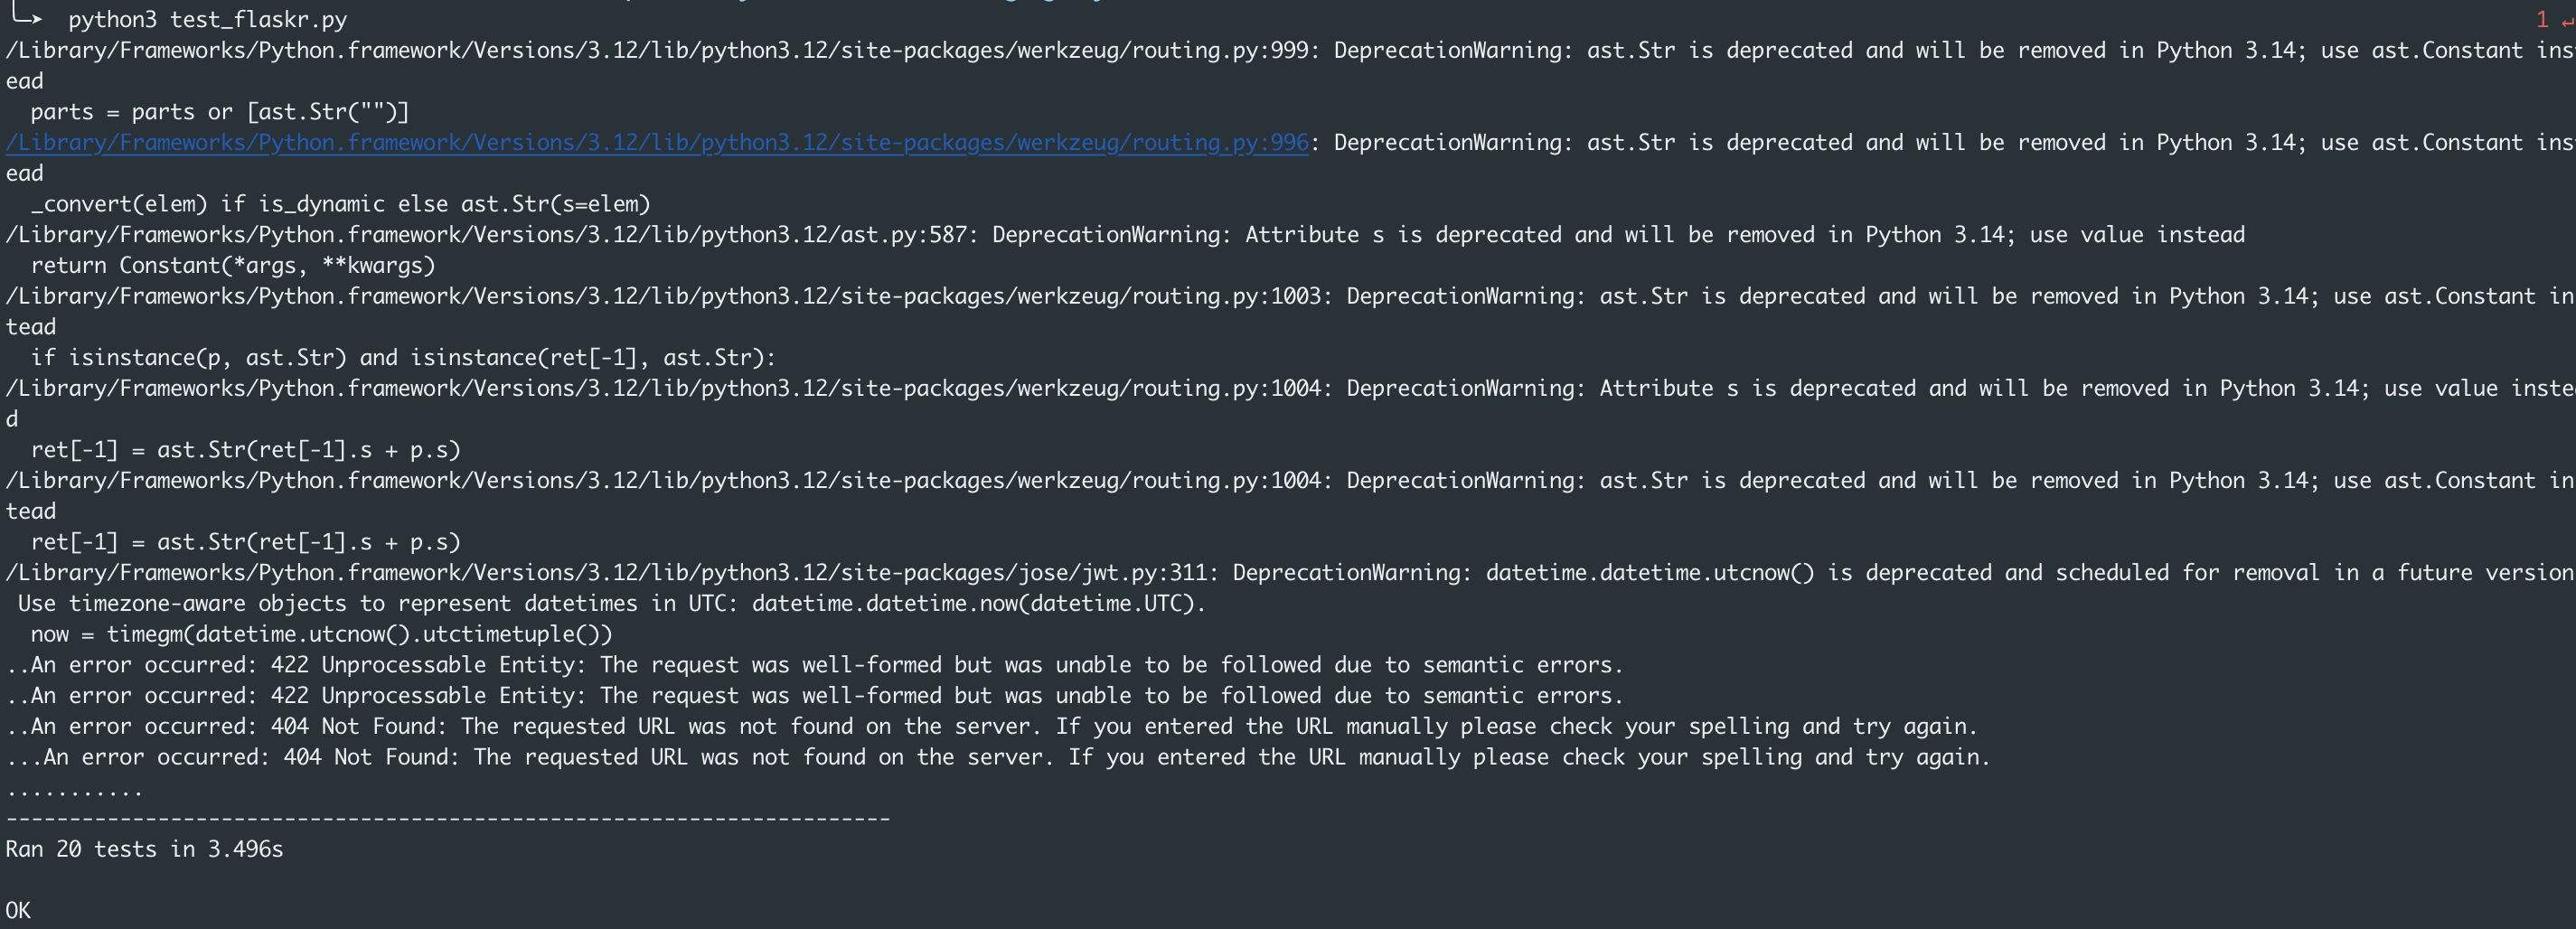 python3 test_flaskr.py 1 ↵
/Library/Frameworks/Python.framework/Versions/3.12/lib/python3.12/site-packages/werkzeug/routing.py:999: DeprecationWarning: ast.Str is deprecated and will be removed in Python 3.14; use ast.Constant ins
ead
  parts = parts or [ast.Str("")]
/Library/Frameworks/Python.framework/Versions/3.12/lib/python3.12/site-packages/werkzeug/routing.py:996: DeprecationWarning: ast.Str is deprecated and will be removed in Python 3.14; use ast.Constant ins
ead
  _convert(elem) if is_dynamic else ast.Str(s=elem)
/Library/Frameworks/Python.framework/Versions/3.12/lib/python3.12/ast.py:587: DeprecationWarning: Attribute s is deprecated and will be removed in Python 3.14; use value instead
  return Constant(*args, **kwargs)
/Library/Frameworks/Python.framework/Versions/3.12/lib/python3.12/site-packages/werkzeug/routing.py:1003: DeprecationWarning: ast.Str is deprecated and will be removed in Python 3.14; use ast.Constant in
tead
  if isinstance(p, ast.Str) and isinstance(ret[-1], ast.Str):
/Library/Frameworks/Python.framework/Versions/3.12/lib/python3.12/site-packages/werkzeug/routing.py:1004: DeprecationWarning: Attribute s is deprecated and will be removed in Python 3.14; use value inste
d
  ret[-1] = ast.Str(ret[-1].s + p.s)
/Library/Frameworks/Python.framework/Versions/3.12/lib/python3.12/site-packages/werkzeug/routing.py:1004: DeprecationWarning: ast.Str is deprecated and will be removed in Python 3.14; use ast.Constant in
tead
  ret[-1] = ast.Str(ret[-1].s + p.s)
/Library/Frameworks/Python.framework/Versions/3.12/lib/python3.12/site-packages/jose/jwt.py:311: DeprecationWarning: datetime.datetime.utcnow() is deprecated and scheduled for removal in a future version
 Use timezone-aware objects to represent datetimes in UTC: datetime.datetime.now(datetime.UTC).
  now = timegm(datetime.utcnow().utctimetuple())
..An error occurred: 422 Unprocessable Entity: The request was well-formed but was unable to be followed due to semantic errors.
..An error occurred: 422 Unprocessable Entity: The request was well-formed but was unable to be followed due to semantic errors.
..An error occurred: 404 Not Found: The requested URL was not found on the server. If you entered the URL manually please check your spelling and try again.
...An error occurred: 404 Not Found: The requested URL was not found on the server. If you entered the URL manually please check your spelling and try again.
...........
----------------------------------------------------------------------
Ran 20 tests in 3.496s
OK